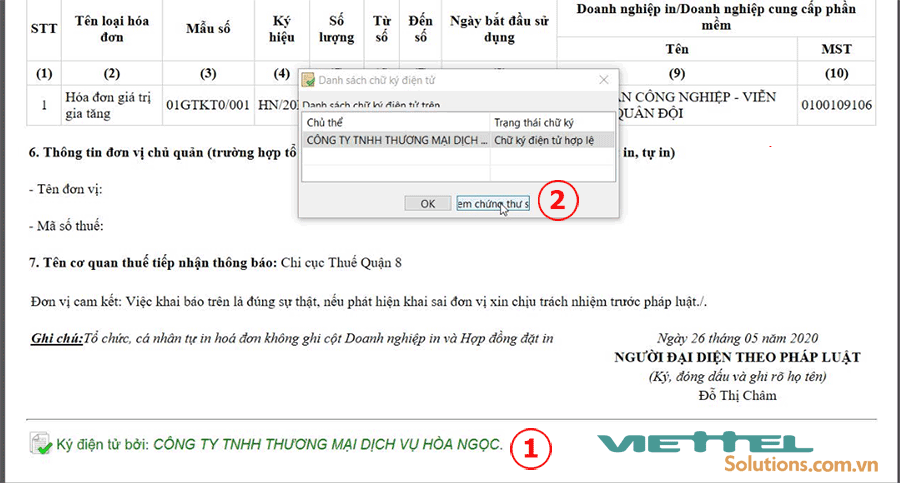 STT
Tên loại hóa đơn
Mẫu số
Ký hiệu
Số lượng
Từ số
Đến số
Ngày bắt đầu sử dụng
Doanh nghiệp in/Doanh nghiệp cung cấp phần mềm
Tên
MST
(1)
(2)
(3)
(4)
(9)
(10)
1
Hóa đơn giá trị gia tăng
01GTKT0/001
ÀN CÔNG NGHIỆP - VIỄN
QUÂN ĐỘI
0100109106
Danh sách chữ ký điện tử
Danh sách chữ ký điện tử trên
Chủ thể
Trạng thái chữ ký
CÔNG TY TNHH THƯƠNG MẠI DỊCH ...
Chữ ký điện tử hợp lệ
OK
em chứng thư s
2
6. Thông tin đơn vị chủ quản (trường hợp tổ
in, tự in)
- Tên đơn vị:
- Mã số thuế:
7. Tên cơ quan thuế tiếp nhận thông báo: Chi cục Thuế Quận 8
Đơn vị cam kết: Việc khai báo trên là đúng sự thật, nếu phát hiện khai sai đơn vị xin chịu trách nhiệm trước pháp luật./.
Ghi chú:Tổ chức, cá nhân tự in hoá đơn không ghi cột Doanh nghiệp in và Hợp đồng đặt in
Ngày 26 tháng 05 năm 2020
NGƯỜI ĐẠI DIỆN THEO PHÁP LUẬT
(Ký, đóng dấu và ghi rõ họ tên)
Đỗ Thị Châm
Ký điện tử bởi: CÔNG TY TNHH THƯƠNG MẠI DỊCH VỤ HÒA NGỌC.
1
VIETTEL
Solutions.com.vn